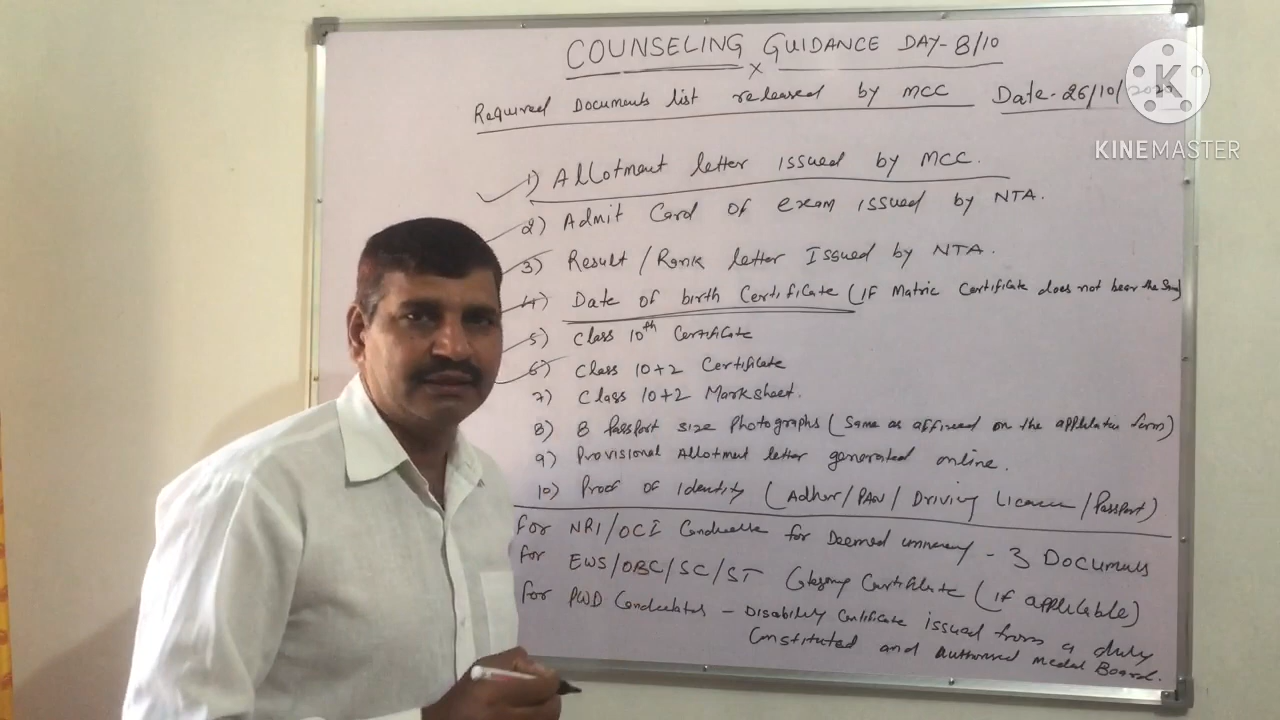 COUNSELING GUIDANCE DAY-8/10
Required Documents list released by MCC Date-26/10/
K
KINEMASTER
1) Allotment letter issued by MCC.
2) Admit Card of exam issued by NTA.
3) Result/Rank letter Issued by NTA.
4) Date of birth Certificate (IF Matric Certificate does not bear the Same)
5) Class 10th Certificate
6) Class 10+2 Certificate
7) Class 10+2 Marksheet.
8) 8 Passport size Photographs (Same as affixed on the application form)
9) Provisional Allotment letter generated online.
10) Proof of Identity (Adhar/PAN/Driving License/Passport)
For NRI/OCI Candidate for Deemed University - 3 Documents
For EWS/OBC/SC/ST Category Certificate (if applicable)
For PWD Candidates - Disability Certificate issued from a duly
Constituted and authorised medical Board.